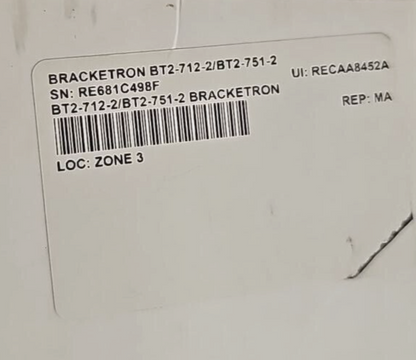 BRACKETRON BT2-712-2/BT2-751-2
SN: RE681C498F
UI: RECAA8452A
BT2-712-2/BT2-751-2 BRACKETRON
REP: MA
LOC: ZONE 3